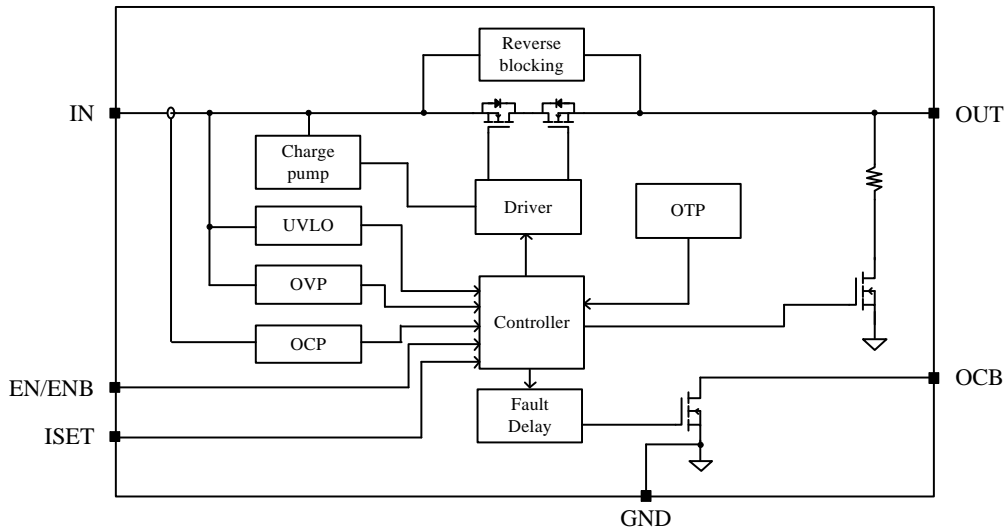 Reverse
blocking
IN
OUT
Charge
pump
Driver
OTP
UVLO
OVP
Controller
OCP
EN/ENB
OCB
Fault
Delay
ISET
GND